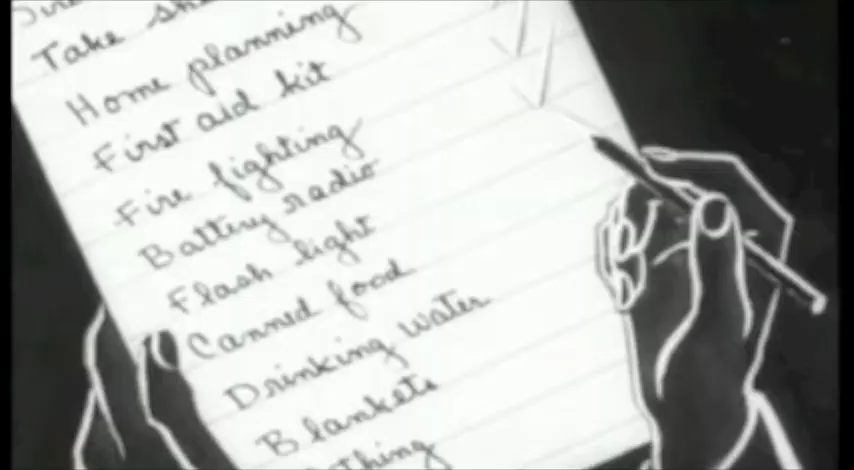 Take
Home planning
First aid kit
Fire fighting
Battery radio
Flash light
Canned food
Drinking water
Blankets